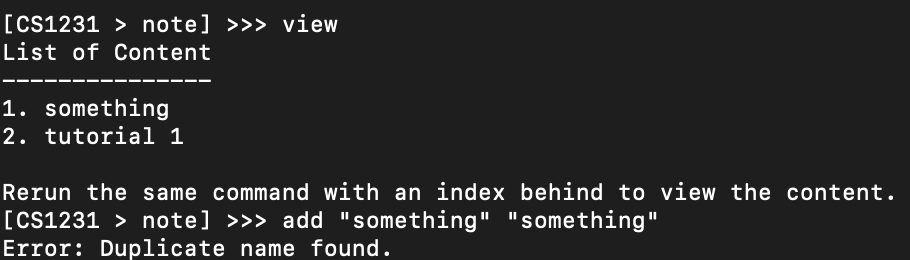 [CS1231 > note] >>> view
List of Content
---------------
1. something
2. tutorial 1
Rerun the same command with an index behind to view the content.
[CS1231 > note] >>> add "something" "something"
Error: Duplicate name found.